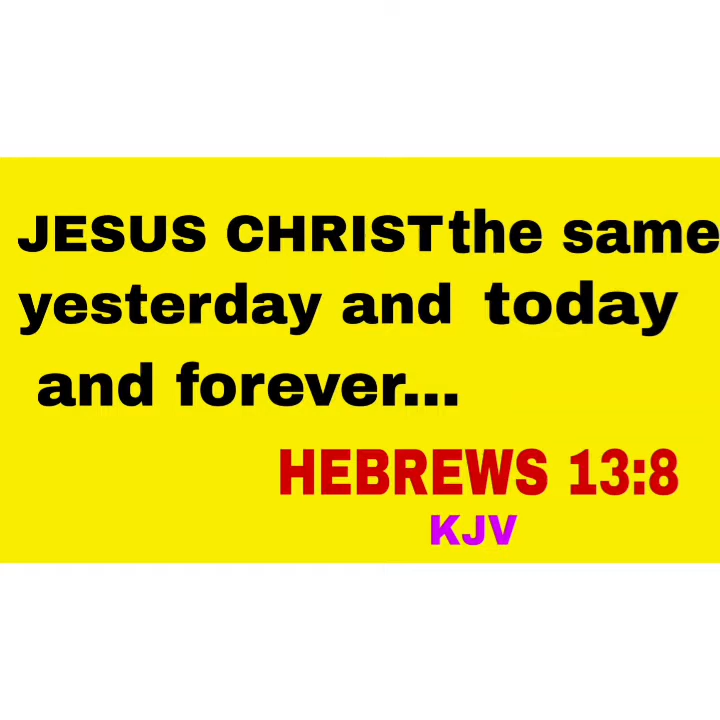 JESUS CHRIST the same
yesterday and today
and forever...
HEBREWS 13:8
KJV